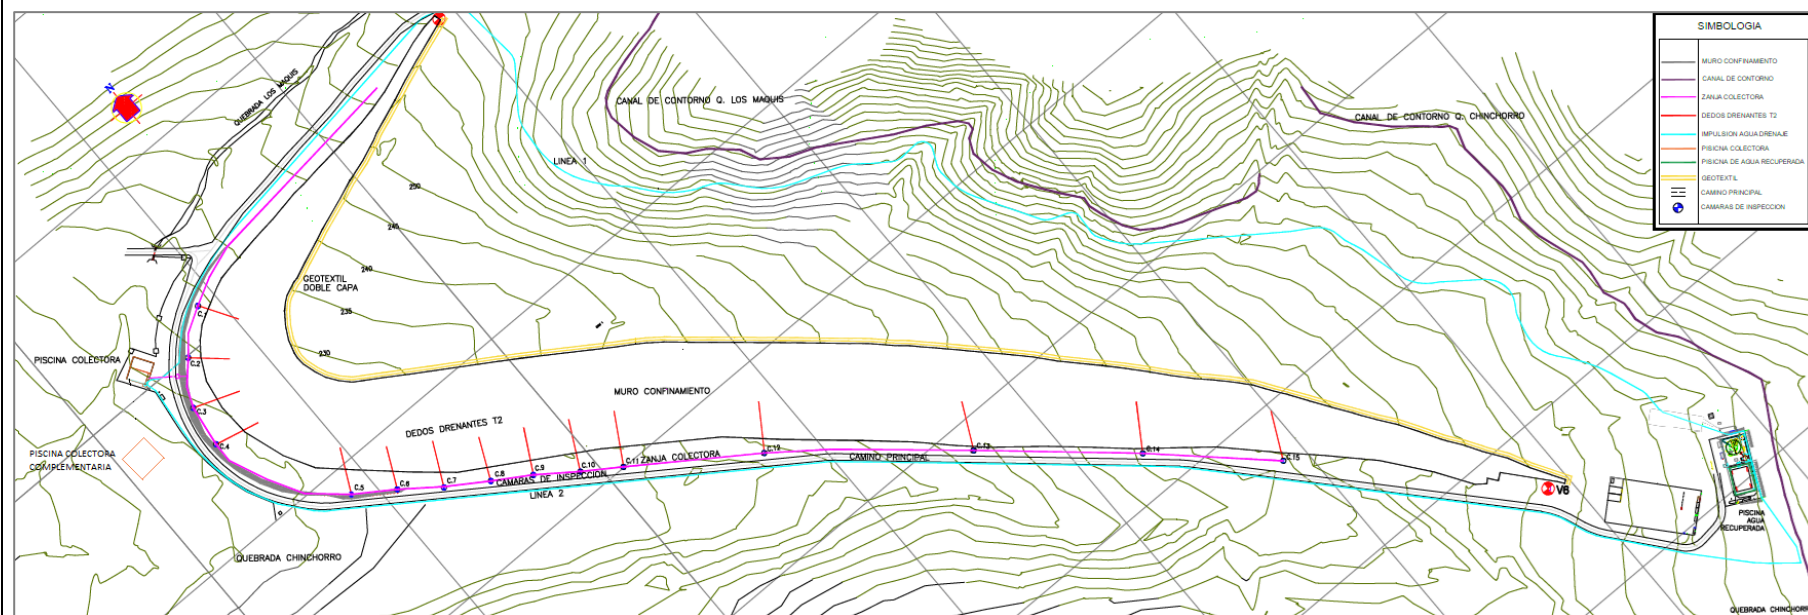 SIMBOLOGIA
MURO CONFINAMIENTO
CANAL DE CONTORNO
ZANJA COLECTORA
DEDOS DRENANTES T2
IMPULSION AGUA DRENAJE
PISICNA COLECTORA
PISICNA DE AGUA RECUPERADA
GEOTEXTIL
CAMINO PRINCIPAL
CAMARAS DE INSPECCION
N
QUEBRADA LOS MAQUIS
CANAL DE CONTORNO Q. LOS MAQUIS
CANAL DE CONTORNO Q. CHINCHORRO
LINEA 1
250
245
240
235
230
GEOTEXTIL
DOBLE CAPA
C.1
C.2
C.3
C.4
PISCINA COLECTORA
PISCINA COLECTORA
COMPLEMENTARIA
MURO CONFINAMIENTO
DEDOS DRENANTES T2
C.5
C.6
C.7
C.8
C.9
C.10
C.11
C.12
C.13
C.14
C.15
ZANJA COLECTORA
CAMINO PRINCIPAL
CAMARAS DE INSPECCION
LINEA 2
QUEBRADA CHINCHORRO
V6
PISCINA
AGUA
RECUPERADA
QUEBRADA CHINCHORRO